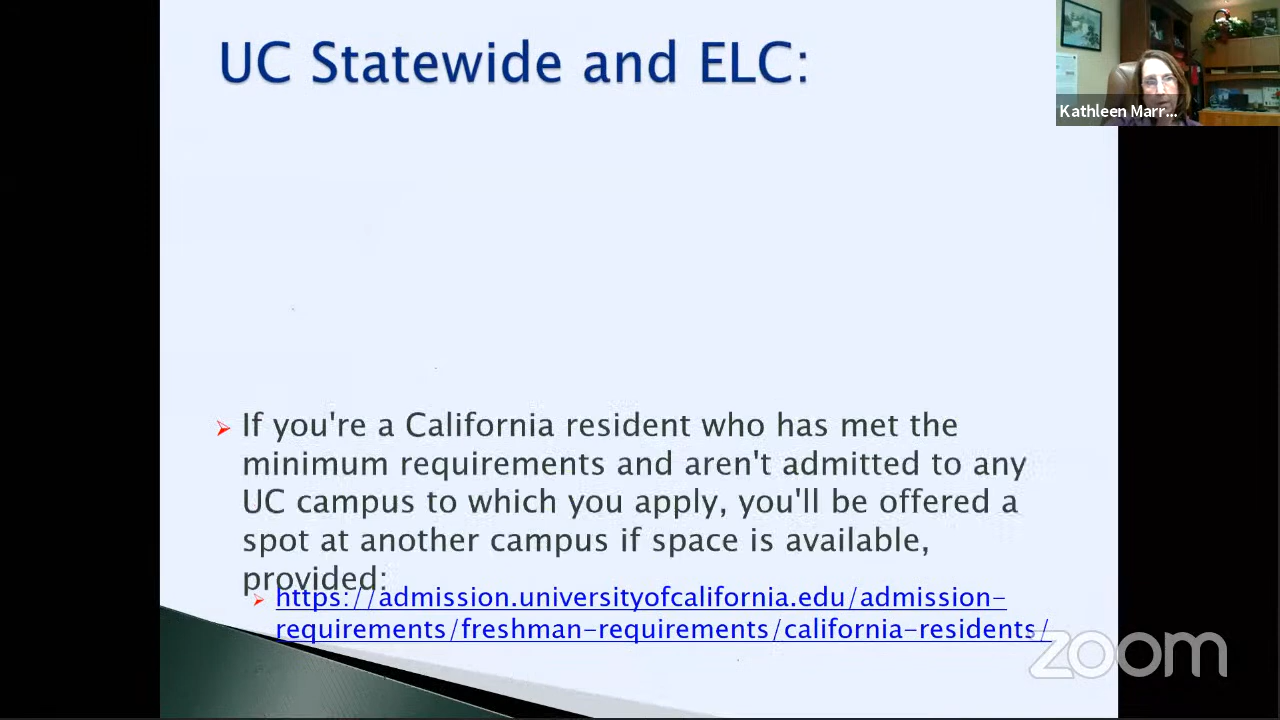 UC Statewide and ELC:
Kathleen Marr...
If you're a California resident who has met the
minimum requirements and aren't admitted to any
UC campus to which you apply, you'll be offered a
spot at another campus if space is available,
provided:
https://admission.universityofcalifornia.edu/admission-
requirements/freshman-requirements/california-residents/
zoom